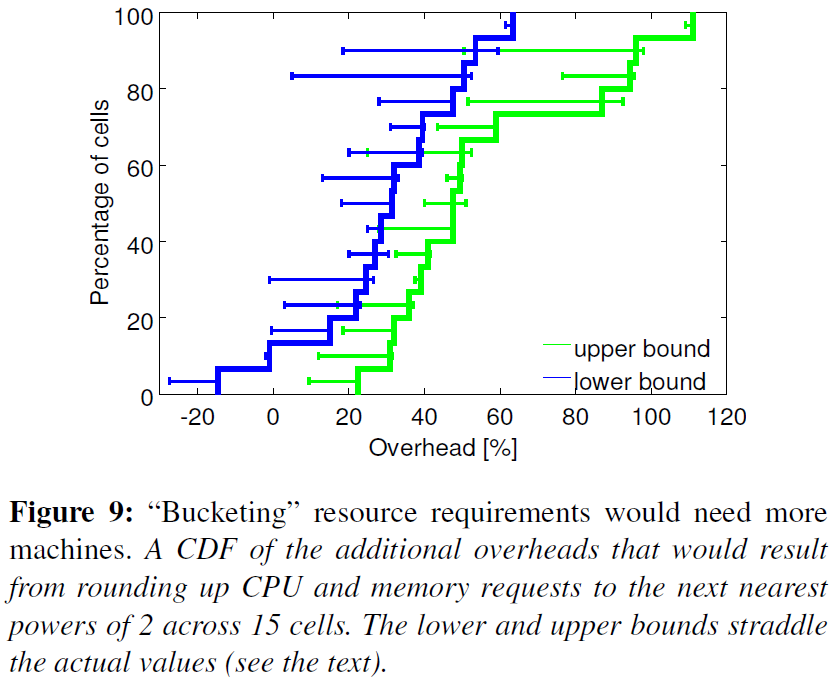 100
80
60
40
20
0
Percentage of cells
upper bound
lower bound
-20 0 20 40 60 80 100 120
Overhead [%]
Figure 9: “Bucketing” resource requirements would need more
machines. A CDF of the additional overheads that would result
from rounding up CPU and memory requests to the next nearest
powers of 2 across 15 cells. The lower and upper bounds straddle
the actual values (see the text).